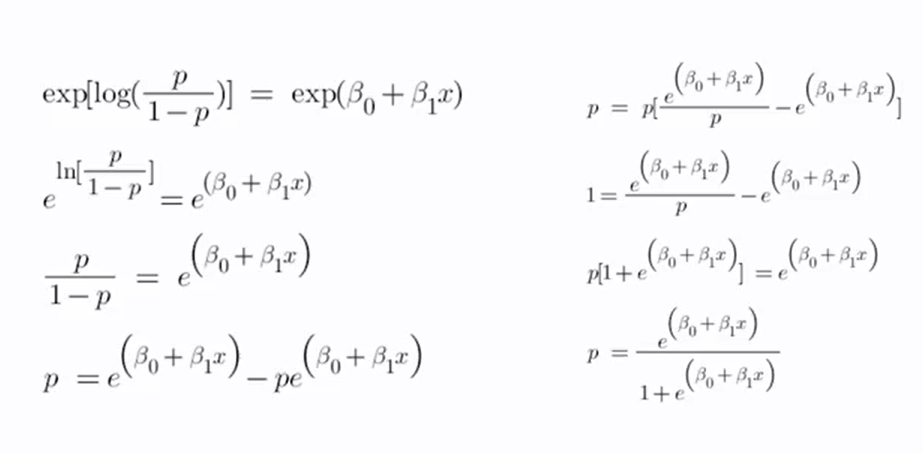 exp[log(p/(1−p))] = exp(β₀ + β₁x)
e^(ln[p/(1−p)]) = e^(β₀ + β₁x)
p/(1−p) = e^(β₀ + β₁x)
p = e^(β₀ + β₁x) − pe^(β₀ + β₁x)
p = p[e^(β₀ + β₁x)/p − e^(β₀ + β₁x)]
1 = e^(β₀ + β₁x)/p − e^(β₀ + β₁x)
p[1 + e^(β₀ + β₁x)] = e^(β₀ + β₁x)
p = e^(β₀ + β₁x)/(1 + e^(β₀ + β₁x))